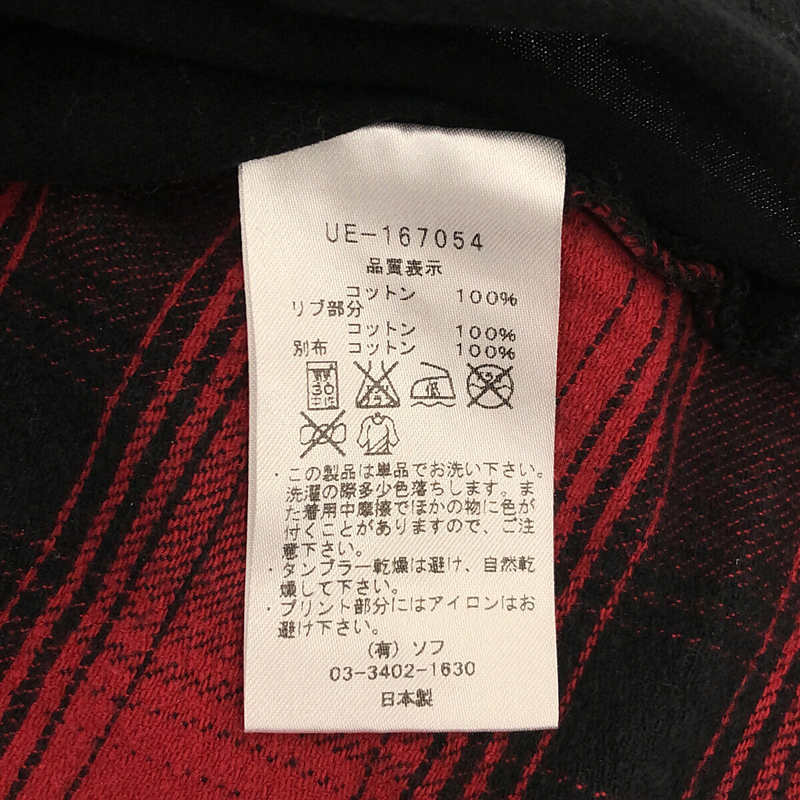 UE-167054
品質表示
コットン 100%
リブ部分
コットン 100%
別布 コットン 100%
30
中性
・この製品は単品でお洗い下さい。
洗濯の際多少色落ちします。ま
た着用中摩擦でほかの物に色が
付くことがありますので、ご注
意下さい。
・タンブラー乾燥は避け、自然乾
燥して下さい。
・プリント部分にはアイロンはお
避け下さい。
(有) ソフ
03-3402-1630
日本製